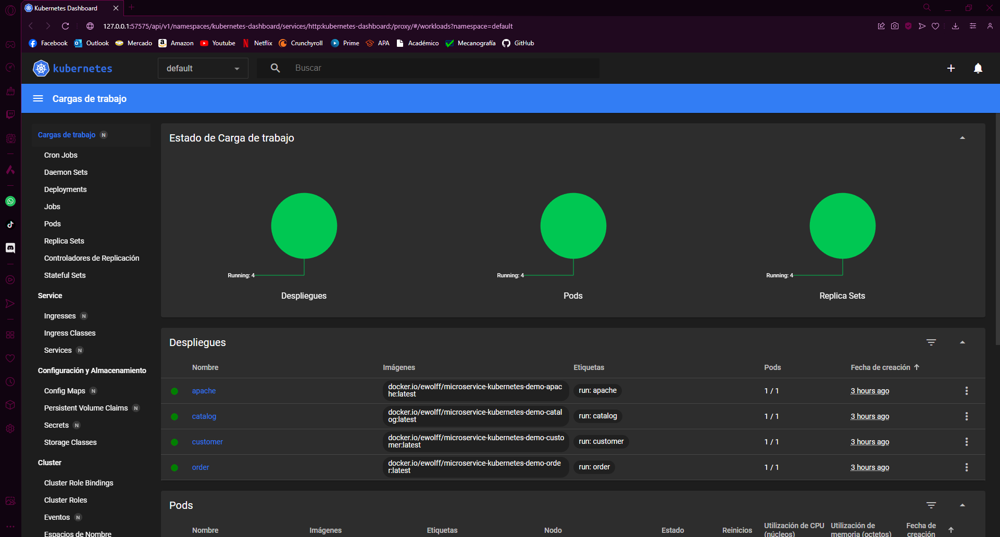 Kubernetes Dashboard
127.0.0.1:57575/api/v1/namespaces/kubernetes-dashboard/services/http:kubernetes-dashboard:/proxy/#/workloads?namespace=default
Facebook Outlook Mercado Amazon Youtube Netflix Crunchyroll Prime APA Académico Mecanografía GitHub
kubernetes default Buscar
Cargas de trabajo
Cargas de trabajo N
Cron Jobs
Daemon Sets
Deployments
Jobs
Pods
Replica Sets
Controladores de Replicación
Stateful Sets
Service
Ingresses N
Ingress Classes
Services N
Configuración y Almacenamiento
Config Maps N
Persistent Volume Claims N
Secrets N
Storage Classes
Cluster
Cluster Role Bindings
Cluster Roles
Eventos N
Espacios de Nombre
Estado de Carga de trabajo
Running: 4 Running: 4 Running: 4
Despliegues Pods Replica Sets
Despliegues
Nombre Imágenes Etiquetas Pods Fecha de creación
apache docker.io/ewolff/microservice-kubernetes-demo-apac
he:latest run: apache 1 / 1 3 hours ago
catalog docker.io/ewolff/microservice-kubernetes-demo-catal
og:latest run: catalog 1 / 1 3 hours ago
customer docker.io/ewolff/microservice-kubernetes-demo-custo
mer:latest run: customer 1 / 1 3 hours ago
order docker.io/ewolff/microservice-kubernetes-demo-orde
r:latest run: order 1 / 1 3 hours ago
Pods
Nombre Imágenes Etiquetas Nodo Estado Reinicios Utilización de CPU Utilización de Fecha de
(núcleos) memoria (octetos) creación